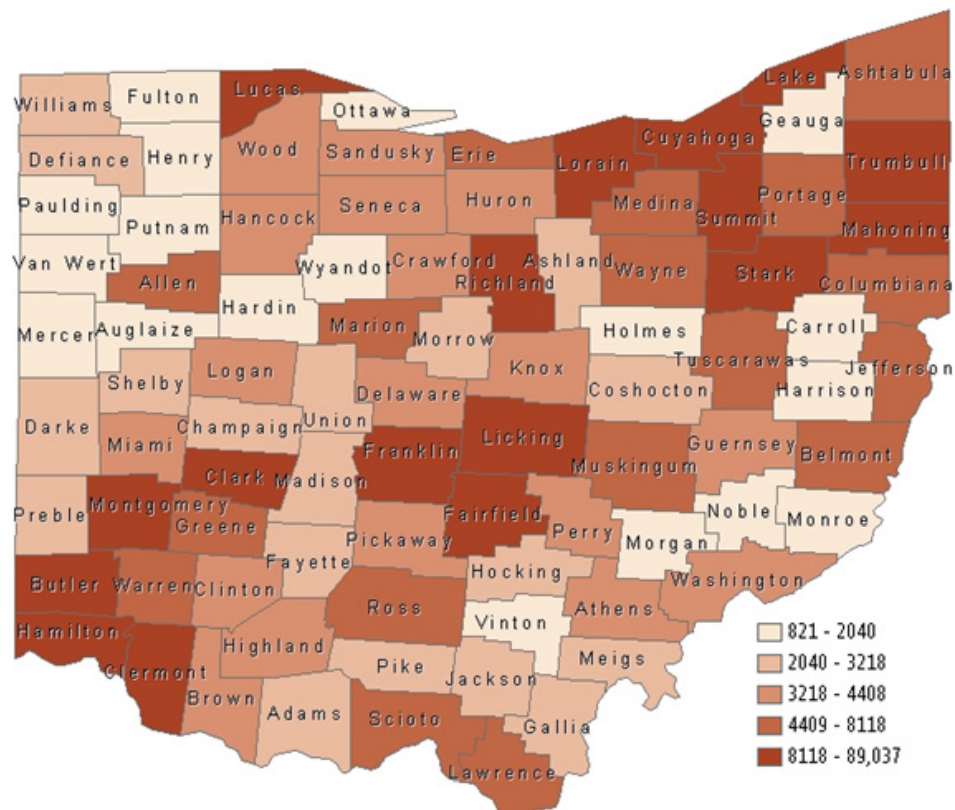 Williams
Fulton
Lucas
Ottawa
Lake
Ashtabula
Geauga
Defiance
Henry
Wood
Sandusky
Erie
Lorain
Cuyahoga
Trumbull
Paulding
Putnam
Hancock
Seneca
Huron
Medina
Summit
Portage
Mahoning
Van Wert
Allen
Wyandot
Crawford
Richland
Ashland
Wayne
Stark
Columbiana
Mercer
Auglaize
Hardin
Marion
Morrow
Holmes
Carroll
Shelby
Logan
Union
Delaware
Knox
Coshocton
Tuscarawas
Harrison
Jefferson
Darke
Miami
Champaign
Clark
Madison
Franklin
Licking
Muskingum
Guernsey
Belmont
Preble
Montgomery
Greene
Fayette
Pickaway
Fairfield
Perry
Morgan
Noble
Monroe
Butler
Warren
Clinton
Ross
Hocking
Vinton
Athens
Washington
Hamilton
Clermont
Highland
Pike
Jackson
Meigs
Brown
Adams
Scioto
Gallia
Lawrence
821 - 2040
2040 - 3218
3218 - 4408
4409 - 8118
8118 - 89,037